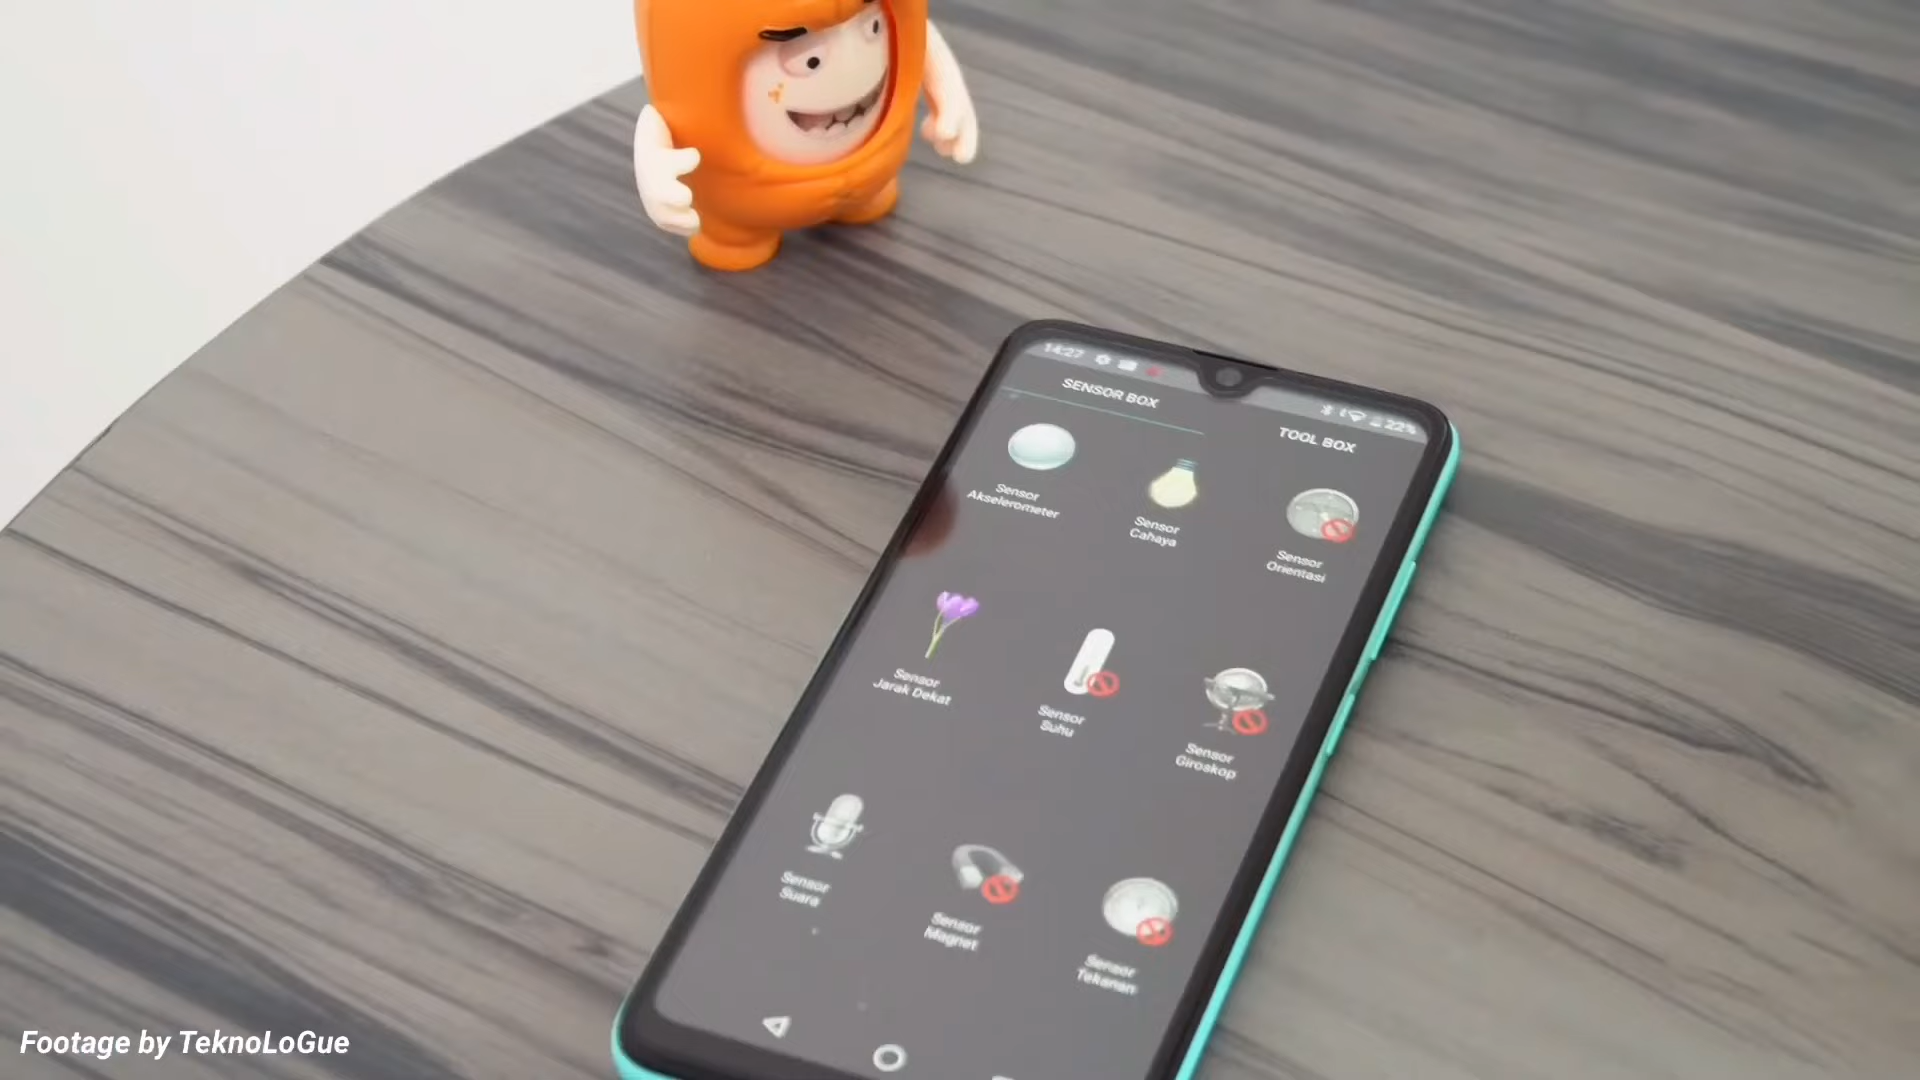 14:27
22%
SENSOR BOX
TOOL BOX
Sensor
Akselerometer
Sensor
Cahaya
Sensor
Orientasi
Sensor
Jarak Dekat
Sensor
Suhu
Sensor
Giroskop
Sensor
Suara
Sensor
Magnet
Sensor
Tekanan
Footage by TeknoLoGue